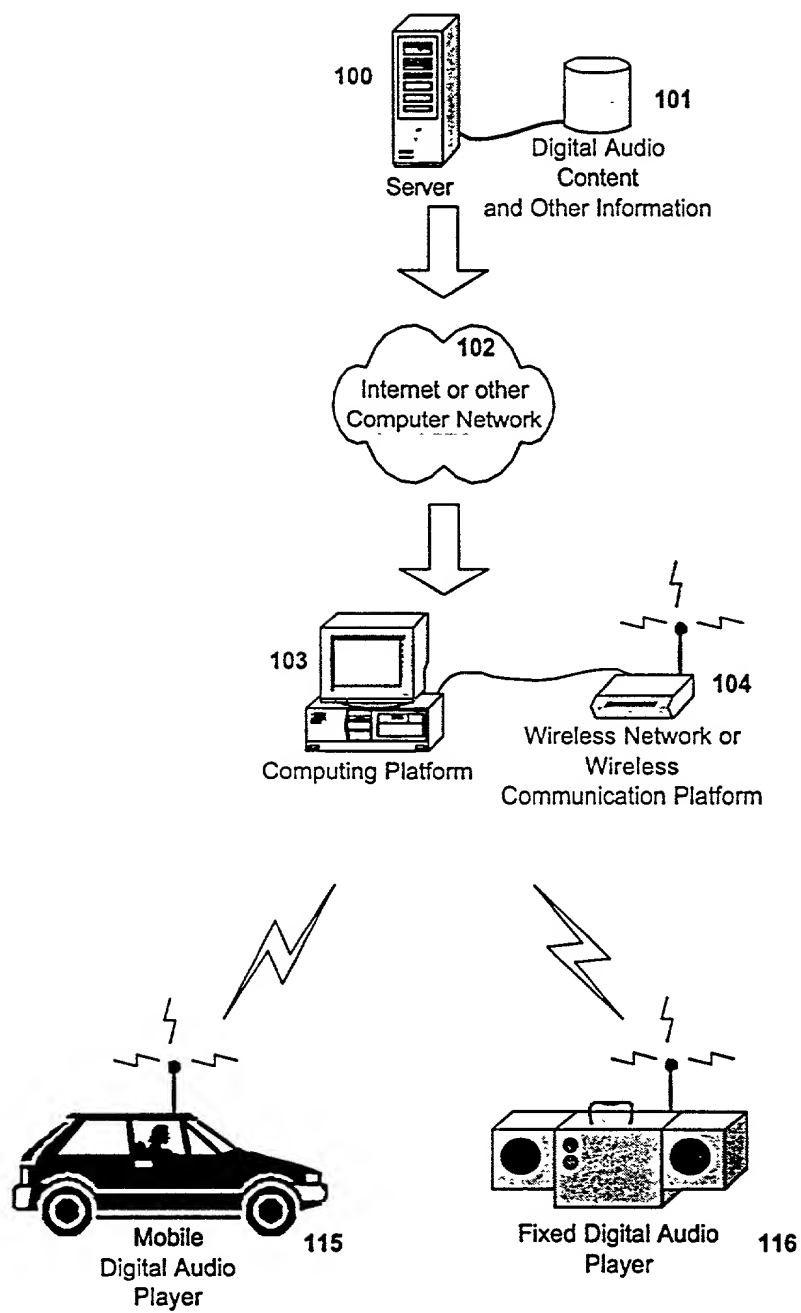 100
101
Server
Digital Audio
Content
and Other Information
102
Internet or other
Computer Network
103
104
Computing Platform
Wireless Network or
Wireless
Communication Platform
Mobile
Digital Audio
Player
115
Fixed Digital Audio
Player
116